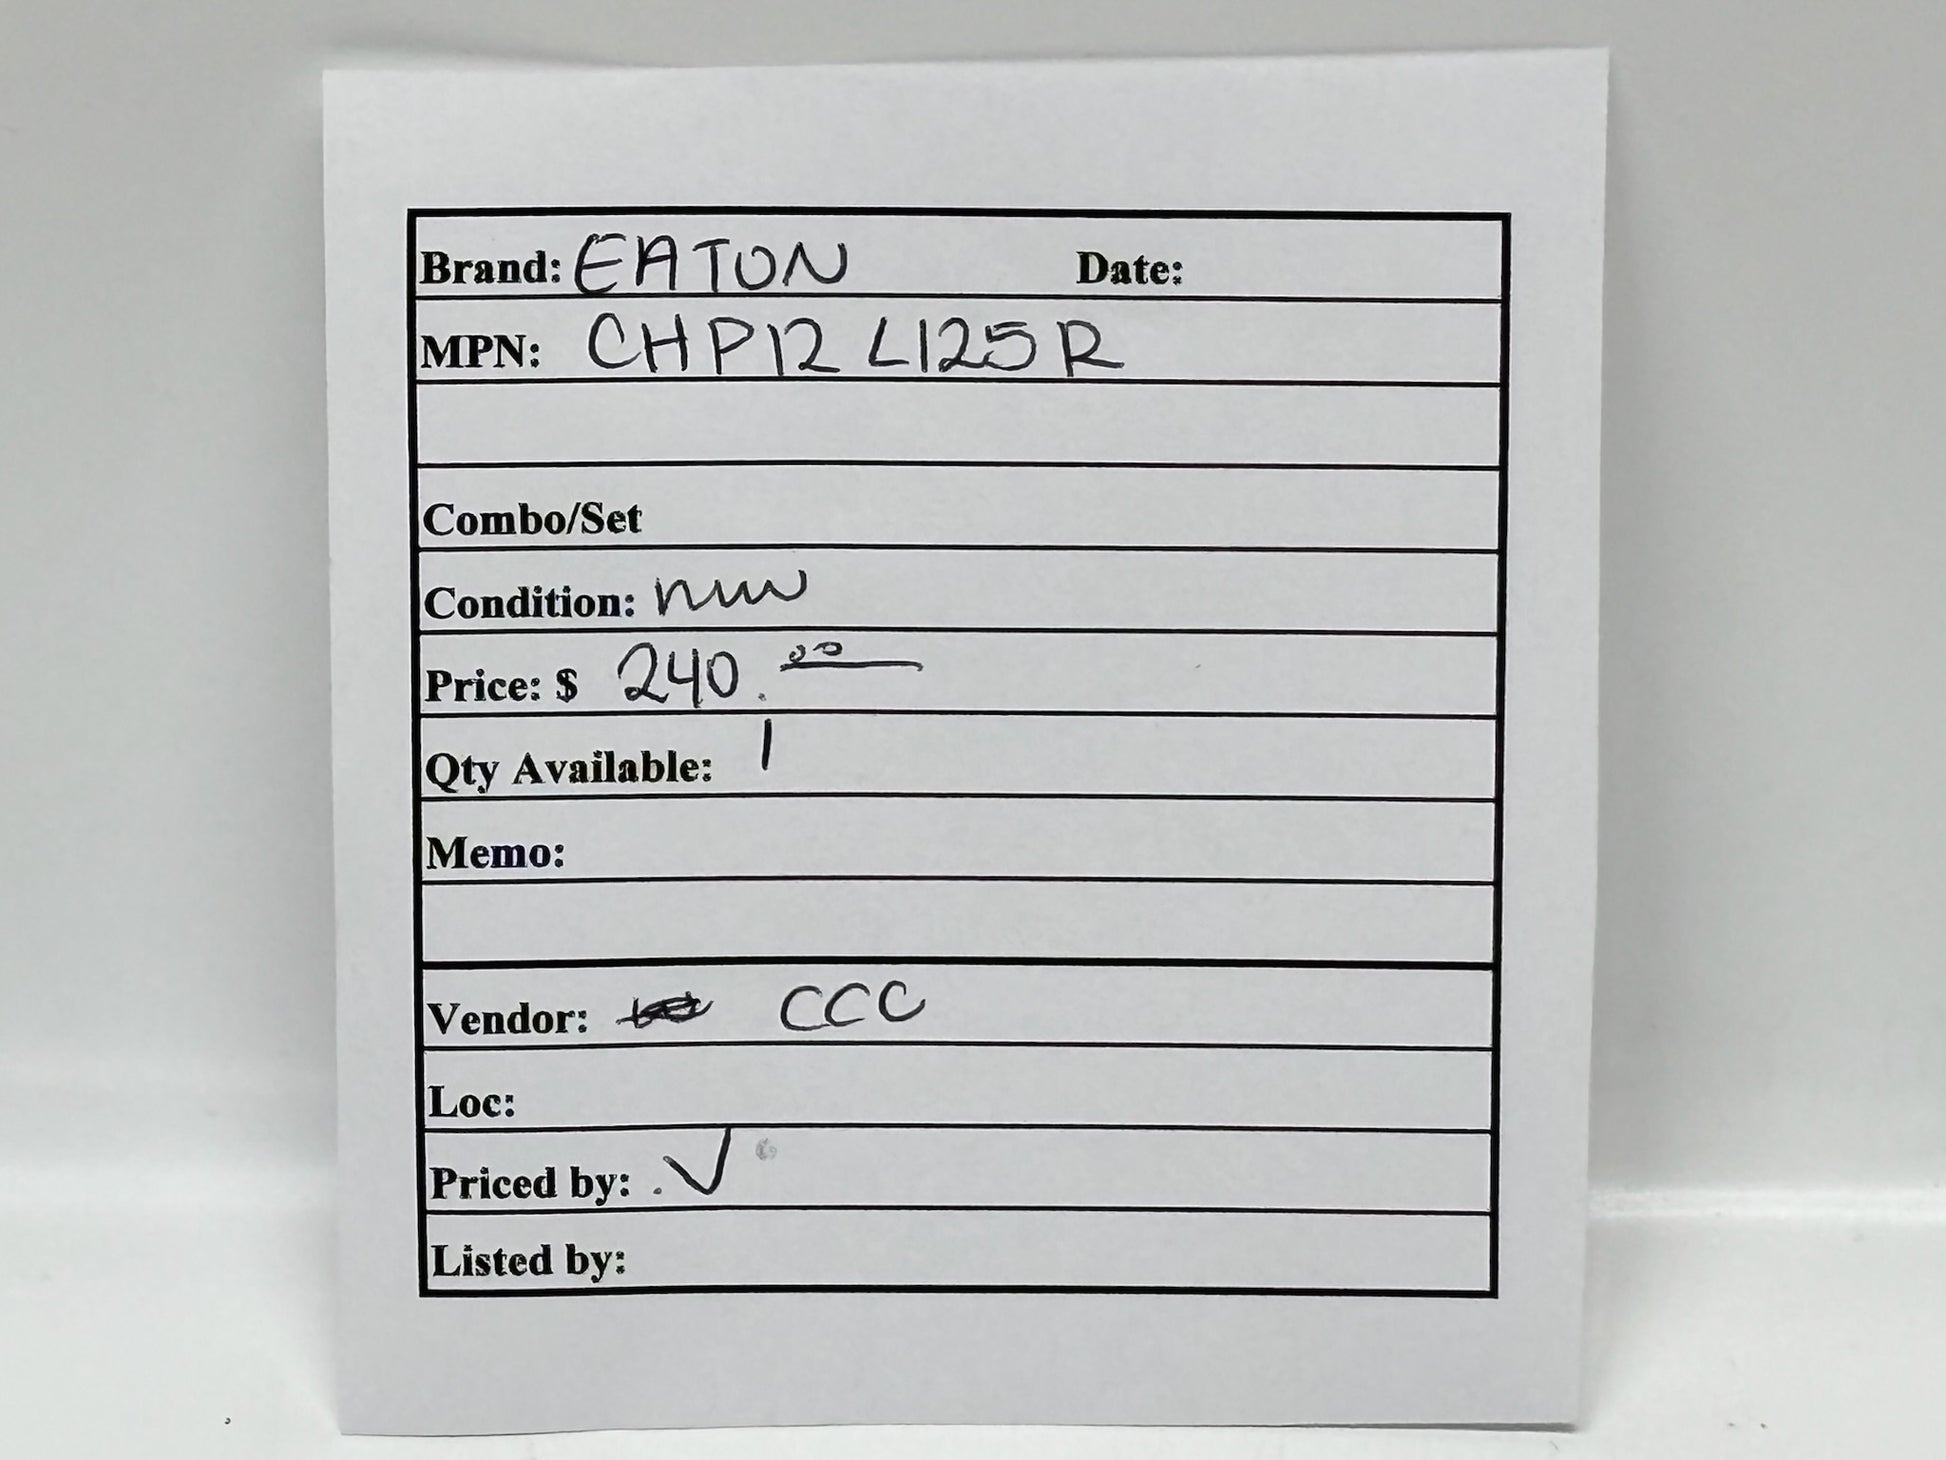 Brand: EATON Date:
MPN: CHP12L125R
Combo/Set
Condition: new
Price: $ 240.00
Qty Available: 1
Memo:
Vendor: CCC
Loc:
Priced by: V
Listed by: